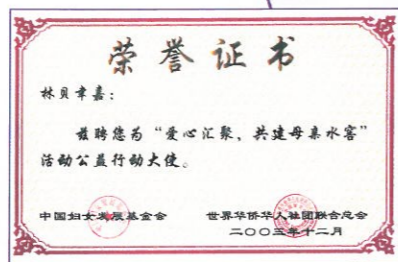 荣誉证书
林贝聿嘉:
兹聘您为“爱心汇聚,共建母亲水窖”
活动公益行动大使。
中国妇女发展基金会 世界华侨华人社团联合总会
二〇〇五年十二月